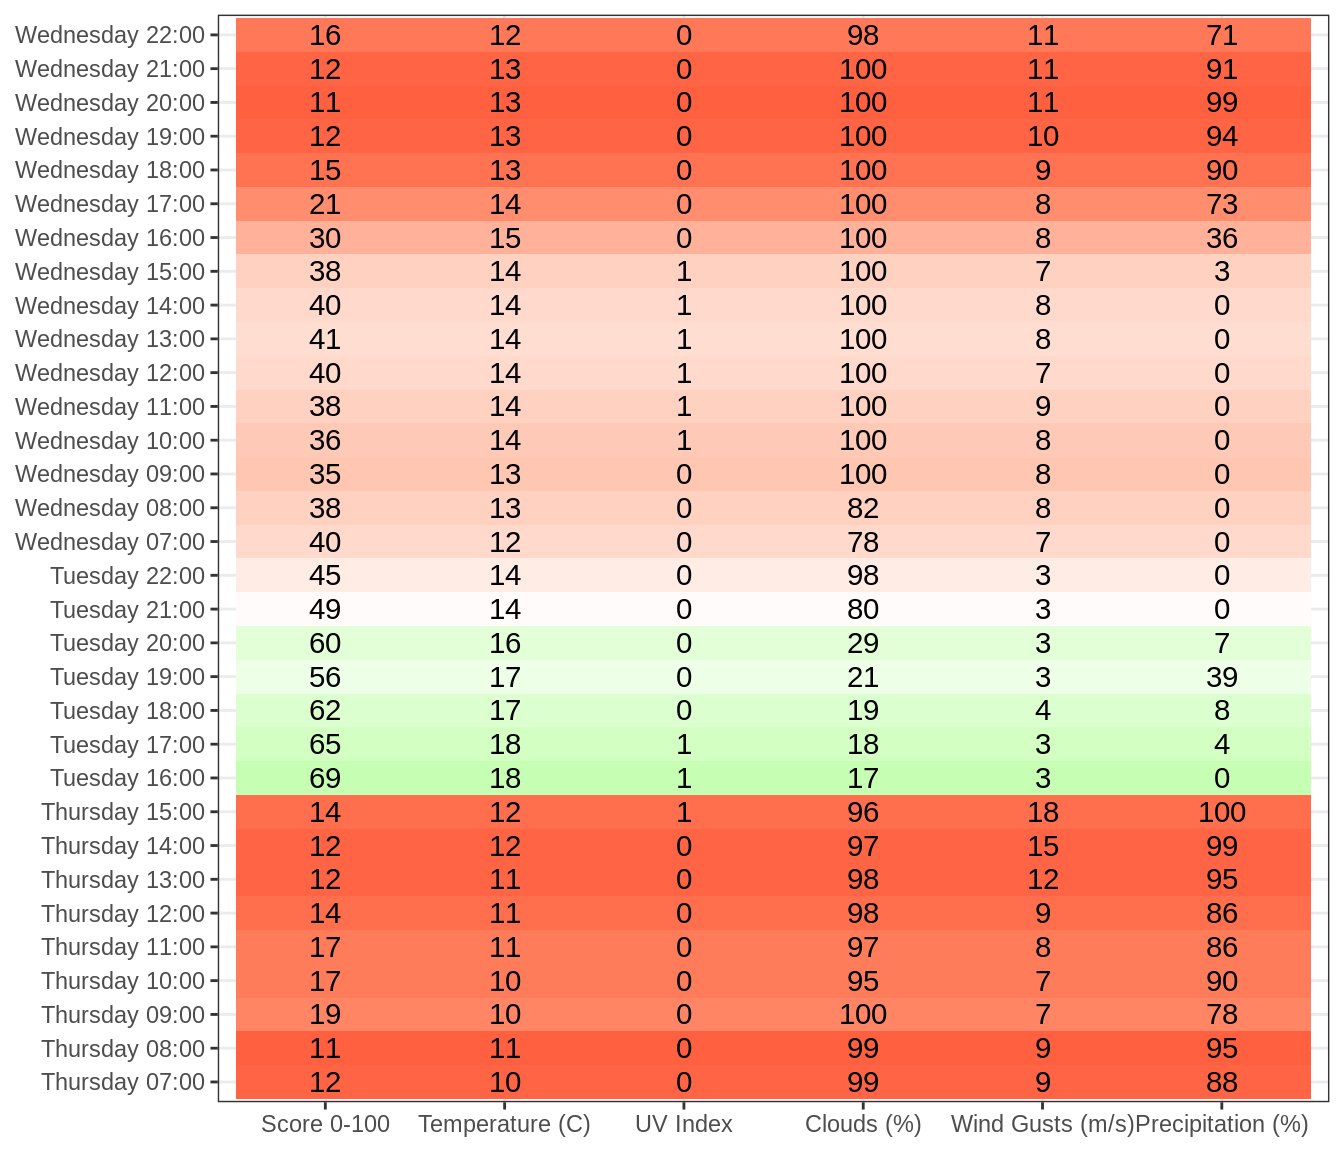 Wednesday 22:00 16 12 0 98 11 71
Wednesday 21:00 12 13 0 100 11 91
Wednesday 20:00 11 13 0 100 11 99
Wednesday 19:00 12 13 0 100 10 94
Wednesday 18:00 15 13 0 100 9 90
Wednesday 17:00 21 14 0 100 8 73
Wednesday 16:00 30 15 0 100 8 36
Wednesday 15:00 38 14 1 100 7 3
Wednesday 14:00 40 14 1 100 8 0
Wednesday 13:00 41 14 1 100 8 0
Wednesday 12:00 40 14 1 100 7 0
Wednesday 11:00 38 14 1 100 9 0
Wednesday 10:00 36 14 1 100 8 0
Wednesday 09:00 35 13 0 100 8 0
Wednesday 08:00 38 13 0 82 8 0
Wednesday 07:00 40 12 0 78 7 0
Tuesday 22:00 45 14 0 98 3 0
Tuesday 21:00 49 14 0 80 3 0
Tuesday 20:00 60 16 0 29 3 7
Tuesday 19:00 56 17 0 21 3 39
Tuesday 18:00 62 17 0 19 4 8
Tuesday 17:00 65 18 1 18 3 4
Tuesday 16:00 69 18 1 17 3 0
Thursday 15:00 14 12 1 96 18 100
Thursday 14:00 12 12 0 97 15 99
Thursday 13:00 12 11 0 98 12 95
Thursday 12:00 14 11 0 98 9 86
Thursday 11:00 17 11 0 97 8 86
Thursday 10:00 17 10 0 95 7 90
Thursday 09:00 19 10 0 100 7 78
Thursday 08:00 11 11 0 99 9 95
Thursday 07:00 12 10 0 99 9 88
Score 0-100 Temperature (C) UV Index Clouds (%) Wind Gusts (m/s) Precipitation (%)